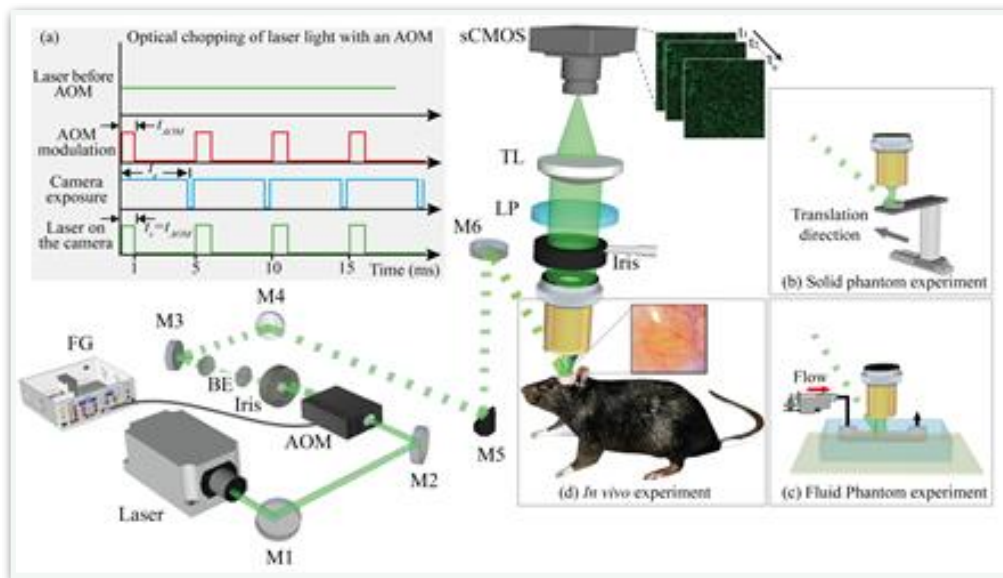 (a)
Optical chopping of laser light with an AOM
Laser before
AOM
AOM
modulation
Camera
exposure
Laser on
the camera
1
5
10
15
Time (ms)
sCMOS
TL
LP
Iris
M6
M4
M3
FG
BE
Iris
AOM
M5
M2
Laser
M1
Translation
direction
(b) Solid phantom experiment
Flow
(c) Fluid Phantom experiment
(d) In vivo experiment